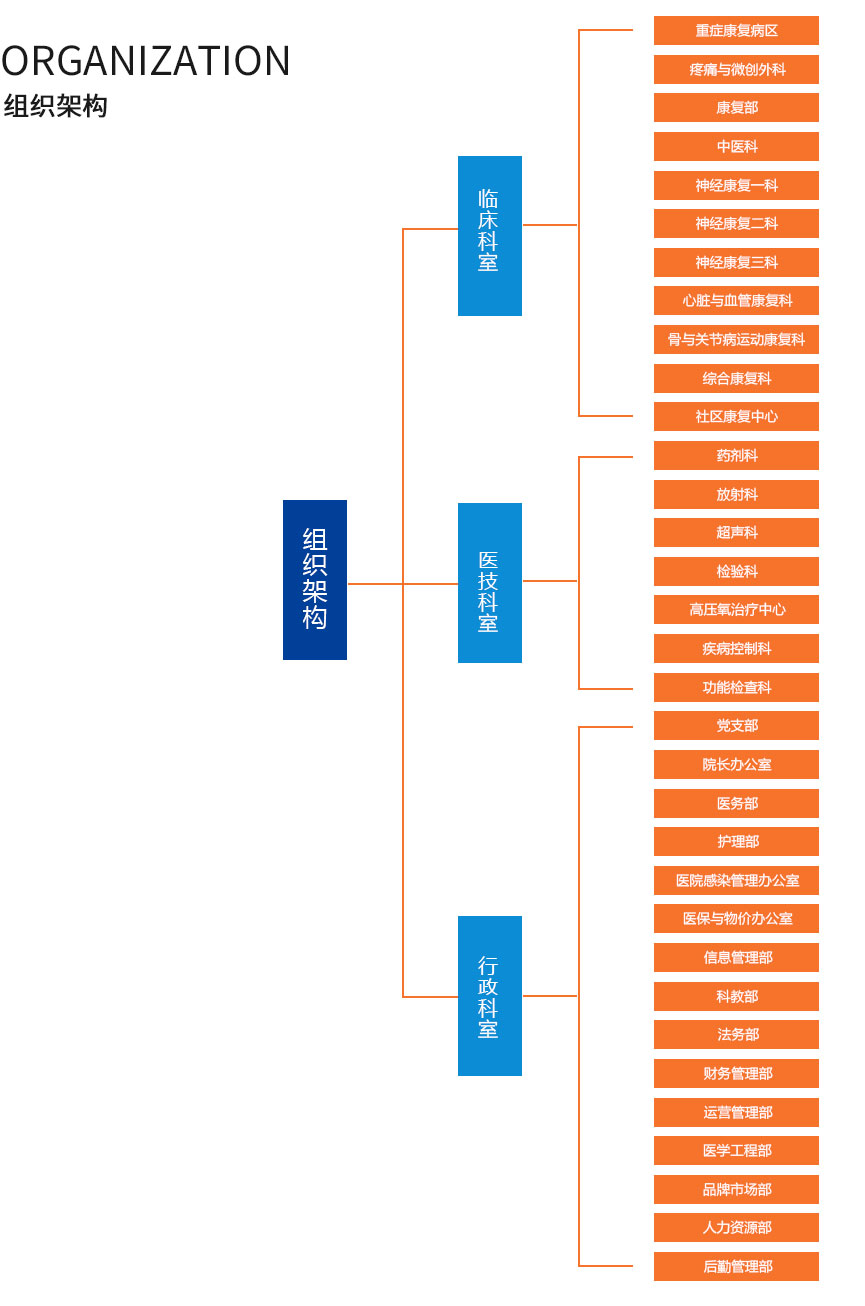 ORGANIZATION
组织架构
组织架构
临床科室
重症康复病区
疼痛与微创外科
康复部
中医科
神经康复一科
神经康复二科
神经康复三科
心脏与血管康复科
骨与关节病运动康复科
综合康复科
社区康复中心
医技科室
药剂科
放射科
超声科
检验科
高压氧治疗中心
疾病控制科
功能检查科
行政科室
党支部
院长办公室
医务部
护理部
医院感染管理办公室
医保与物价办公室
信息管理部
科教部
法务部
财务管理部
运营管理部
医学工程部
品牌市场部
人力资源部
后勤管理部